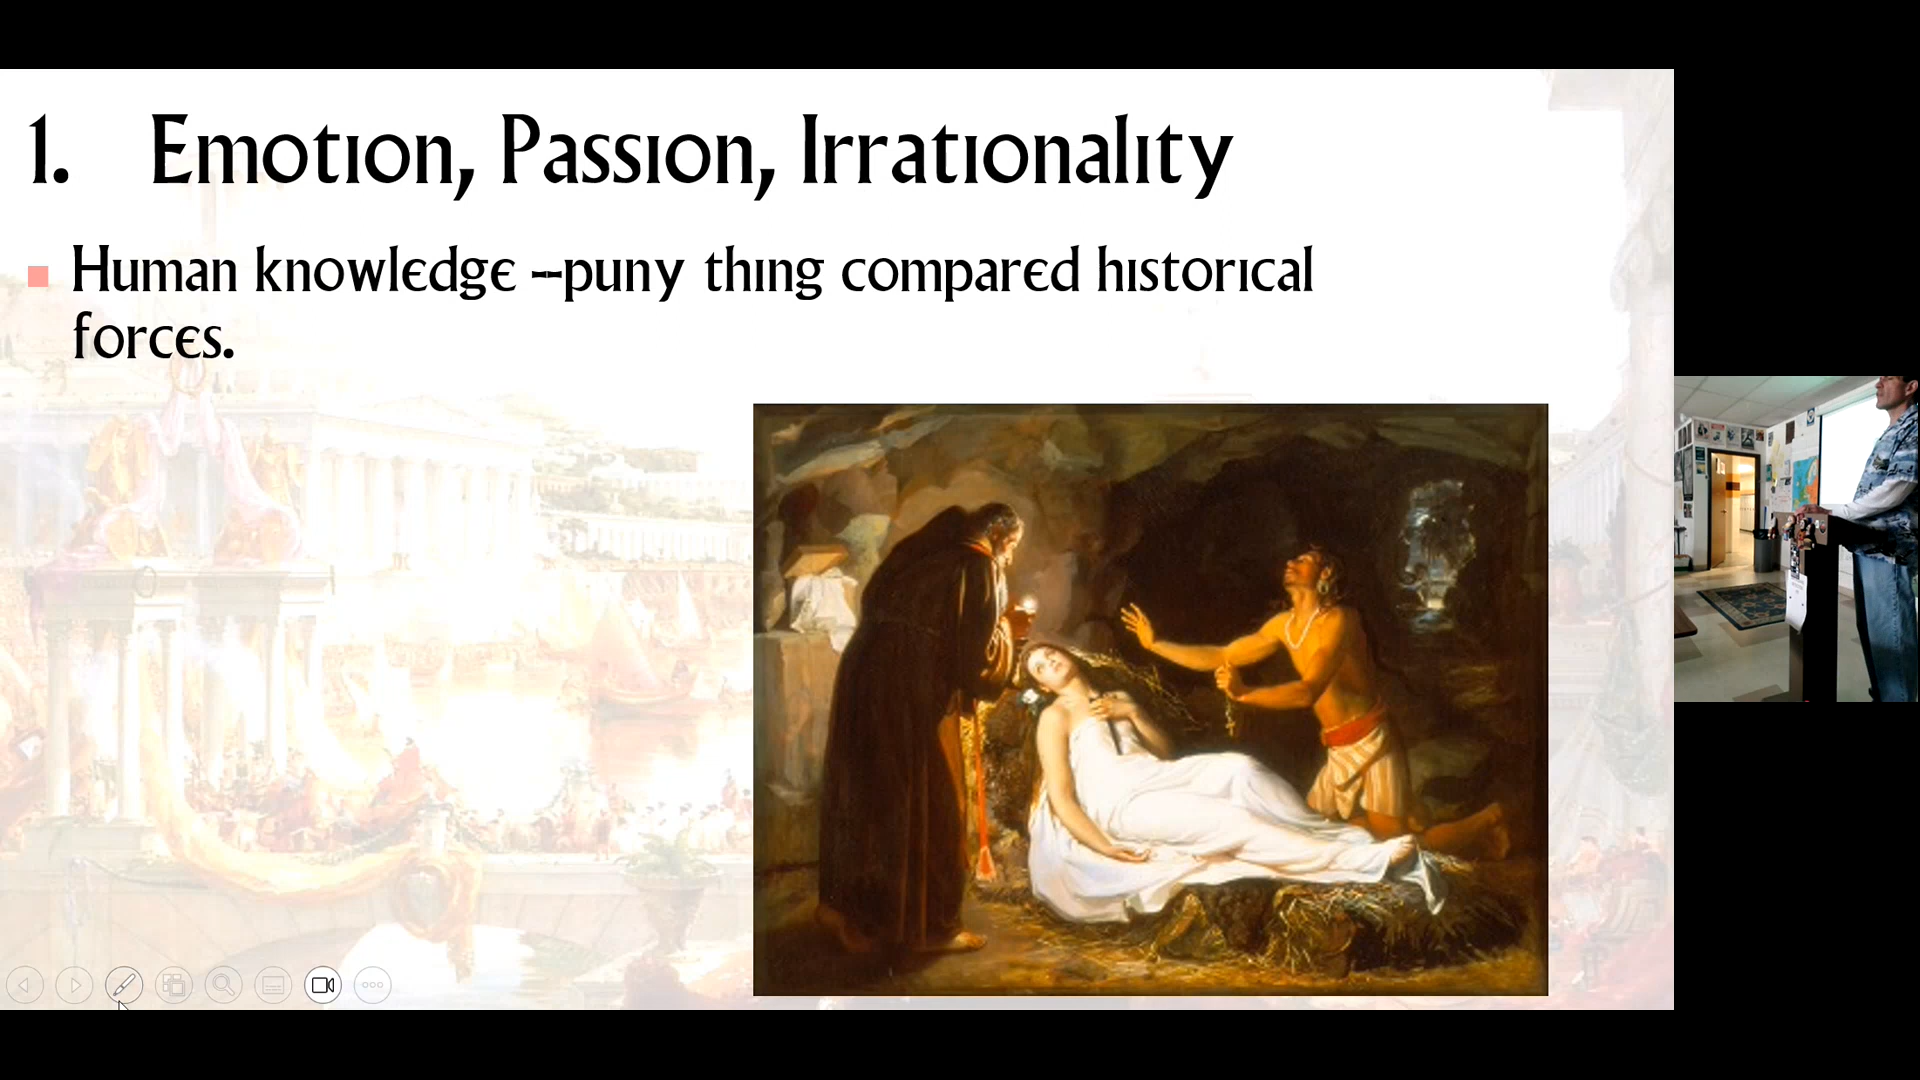 1. Emotion, Passion, Irrationality
Human knowledge --puny thing compared historical
forces.